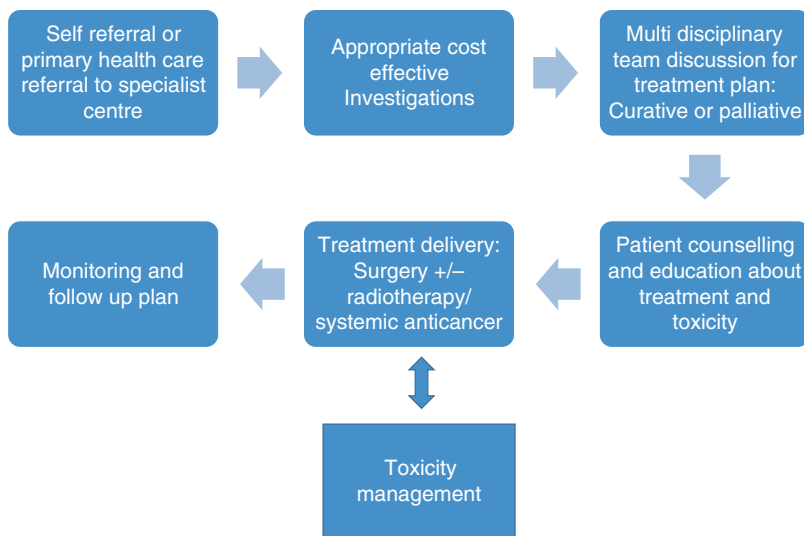 Self referral or
primary health care
referral to specialist
centre
Appropriate cost
effective
Investigations
Multi disciplinary
team discussion for
treatment plan:
Curative or palliative
Patient counselling
and education about
treatment and
toxicity
Treatment delivery:
Surgery +/–
radiotherapy/
systemic anticancer
Monitoring and
follow up plan
Toxicity
management